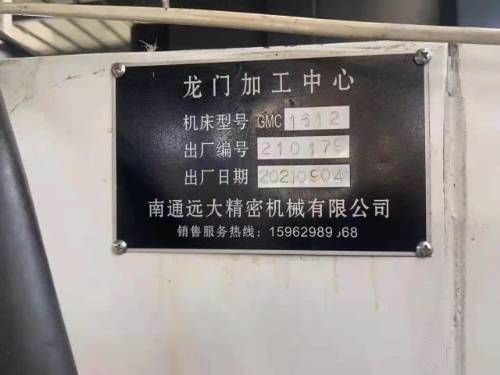 龙门加工中心
机床型号 GMC 1612
出厂编号 210179
出厂日期 20210904
南通远大精密机械有限公司
销售服务热线：